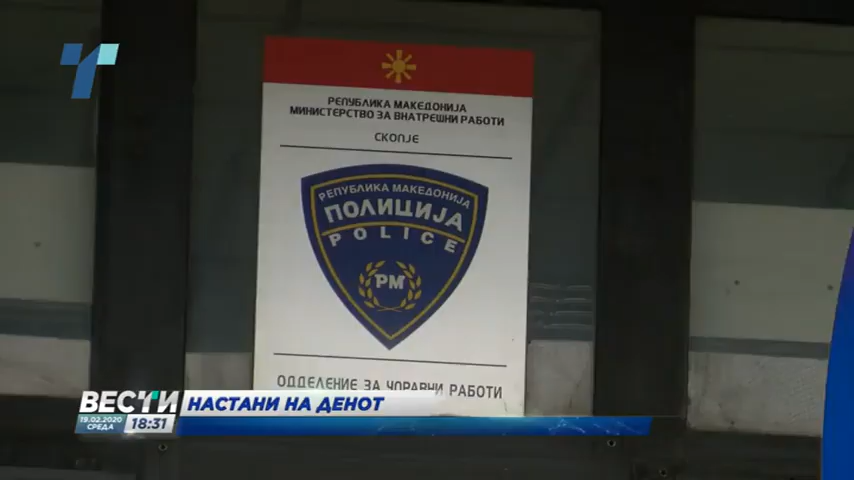 РЕПУБЛИКА МАКЕДОНИЈА
МИНИСТЕРСТВО ЗА ВНАТРЕШНИ РАБОТИ
СКОПЈЕ
РЕПУБЛИКА МАКЕДОНИЈА
ПОЛИЦИЈА
POLICE
РМ
ОДДЕЛЕНИЕ ЗА ЧОРАВНИ РАБОТИ
ВЕСТИ
НАСТАНИ НА ДЕНОТ
19.02.2020
СРЕДА
18:31